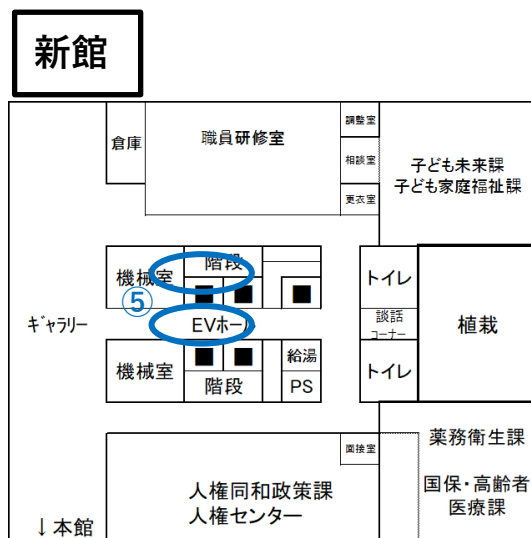 新館
倉庫
職員研修室
調整室
相談室
更衣室
子ども未来課
子ども家庭福祉課
機械室
階段
トイレ
⑤
ギャラリー
EVホール
談話
コーナー
植栽
機械室
給湯
階段
PS
トイレ
面接室
薬務衛生課
人権同和政策課
人権センター
国保・高齢者
医療課
↓本館